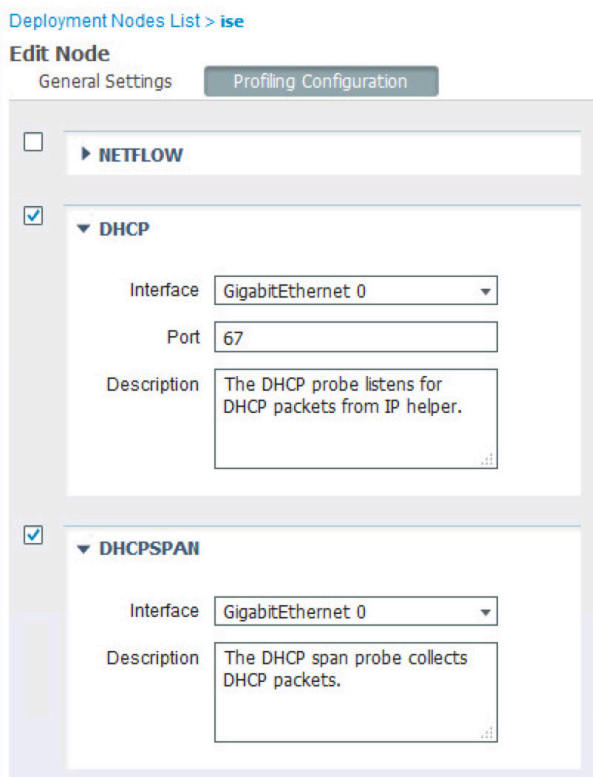 Deployment Nodes List > ise
Edit Node
General Settings Profiling Configuration
NETFLOW
DHCP
Interface GigabitEthernet 0
Port 67
Description The DHCP probe listens for
DHCP packets from IP helper.
DHCPSPAN
Interface GigabitEthernet 0
Description The DHCP span probe collects
DHCP packets.